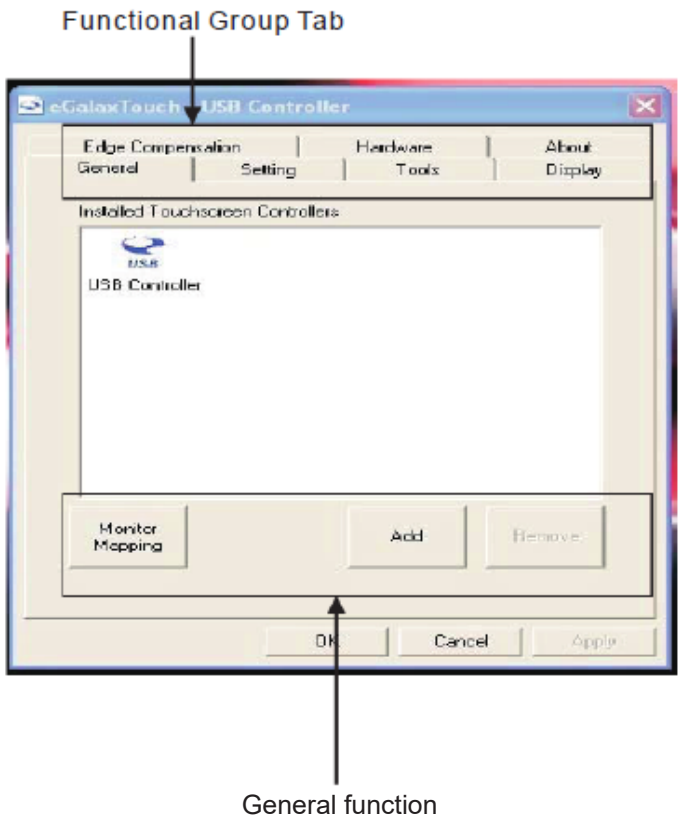 Functional Group Tab
eGalaxTouch : USB Controller
Edge Compensation Hardware About
General Setting Tools Display
Installed Touchscreen Controllers
USB
USB Controller
Monitor
Mapping
Add Remove
OK Cancel Apply
General function